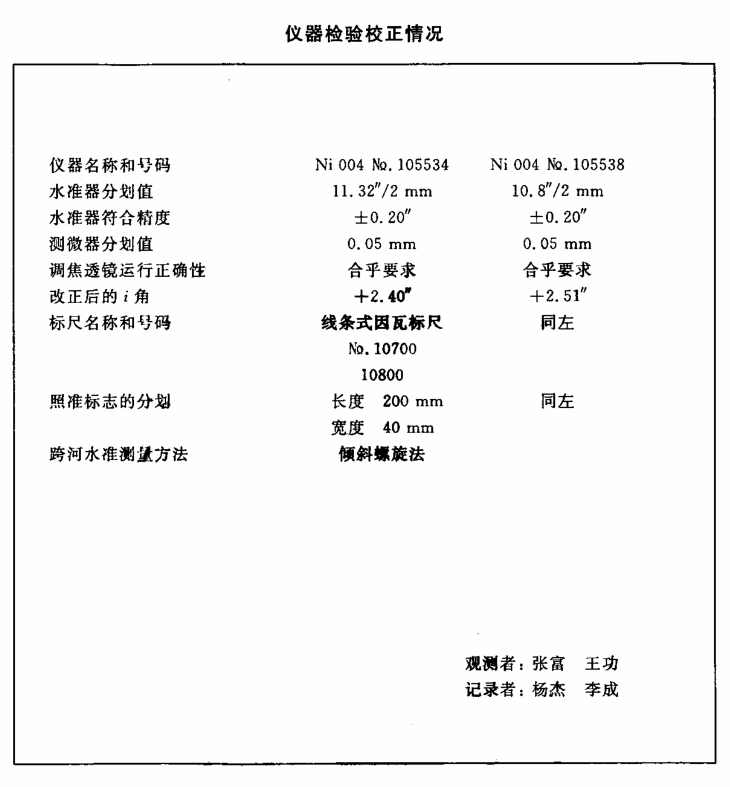 仪器检验校正情况
仪器名称和号码 Ni 004 №.105534 Ni 004 №.105538
水准器分划值 11.32″/2 mm 10.8″/2 mm
水准器符合精度 ±0.20″ ±0.20″
测微器分划值 0.05 mm 0.05 mm
调焦透镜运行正确性 合乎要求 合乎要求
改正后的 i 角 +2.40″ +2.51″
标尺名称和号码 线条式因瓦标尺 同左
№.10700
10800
照准标志的分划 长度 200 mm 同左
宽度 40 mm
跨河水准测量方法 倾斜螺旋法
观测者：张富 王功
记录者：杨杰 李成